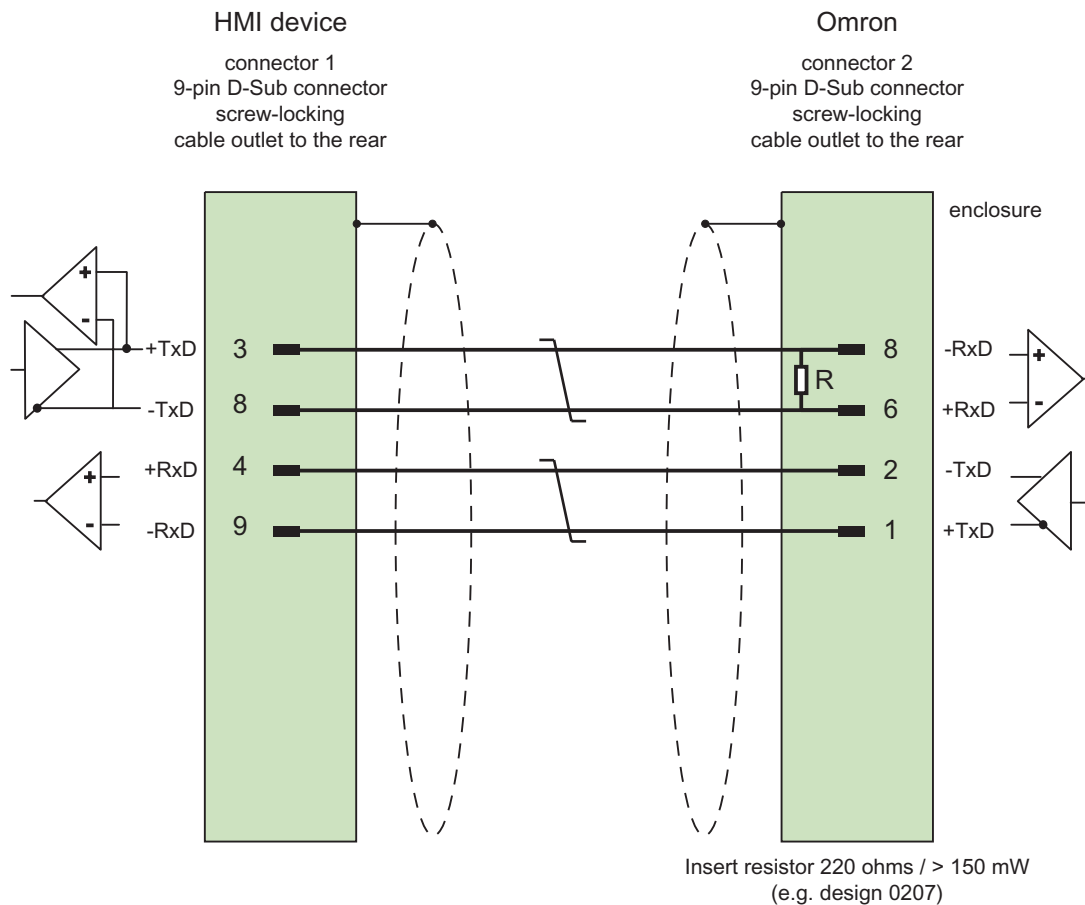 HMI device
connector 1
9-pin D-Sub connector
screw-locking
cable outlet to the rear
Omron
connector 2
9-pin D-Sub connector
screw-locking
cable outlet to the rear
enclosure
+
-
+TxD 3 8 -RxD
R
+
-TxD 8 6 +RxD
-
+RxD 4 2 -TxD
+
-
-RxD 9 1 +TxD
Insert resistor 220 ohms / > 150 mW
(e.g. design 0207)